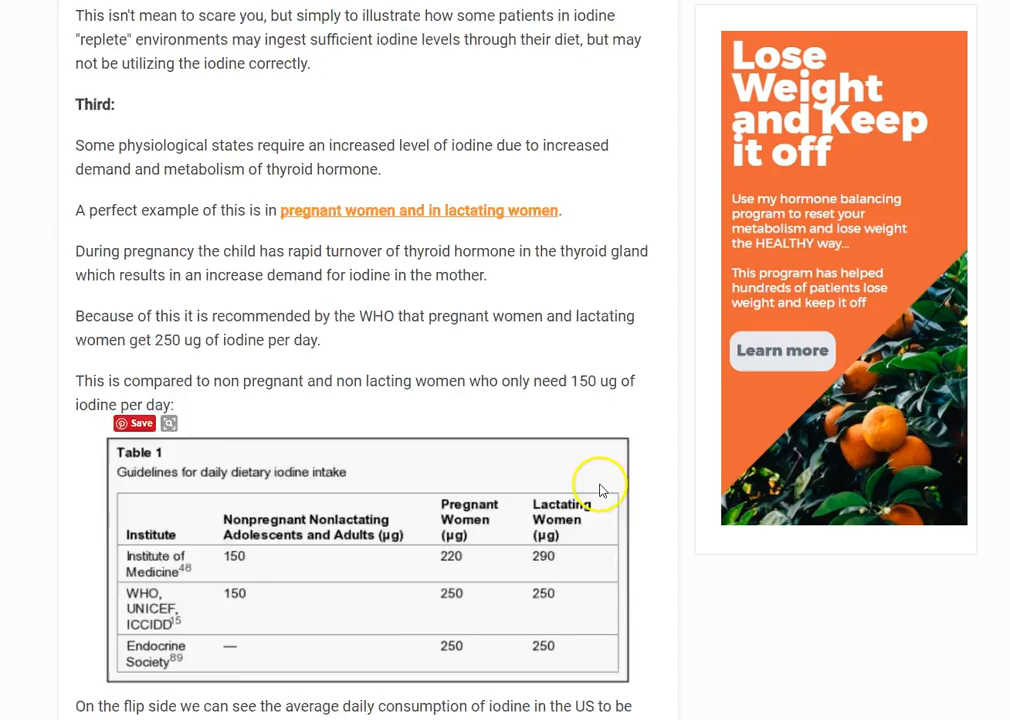 This isn't mean to scare you, but simply to illustrate how some patients in iodine
"replete" environments may ingest sufficient iodine levels through their diet, but may
not be utilizing the iodine correctly.
Third:
Some physiological states require an increased level of iodine due to increased
demand and metabolism of thyroid hormone.
A perfect example of this is in pregnant women and in lactating women.
During pregnancy the child has rapid turnover of thyroid hormone in the thyroid gland
which results in an increase demand for iodine in the mother.
Because of this it is recommended by the WHO that pregnant women and lactating
women get 250 ug of iodine per day.
This is compared to non pregnant and non lacting women who only need 150 ug of
iodine per day:
Save
Table 1
Guidelines for daily dietary iodine intake
Institute
Nonpregnant Nonlactating
Adolescents and Adults (µg)
Pregnant
Women
(µg)
Lactating
Women
(µg)
Institute of
Medicine48
150
220
290
WHO,
UNICEF,
ICCIDD15
150
250
250
Endocrine
Society89
—
250
250
On the flip side we can see the average daily consumption of iodine in the US to be
Lose
Weight
and Keep
it off
Use my hormone balancing
program to reset your
metabolism and lose weight
the HEALTHY way...
This program has helped
hundreds of patients lose
weight and keep it off
Learn more